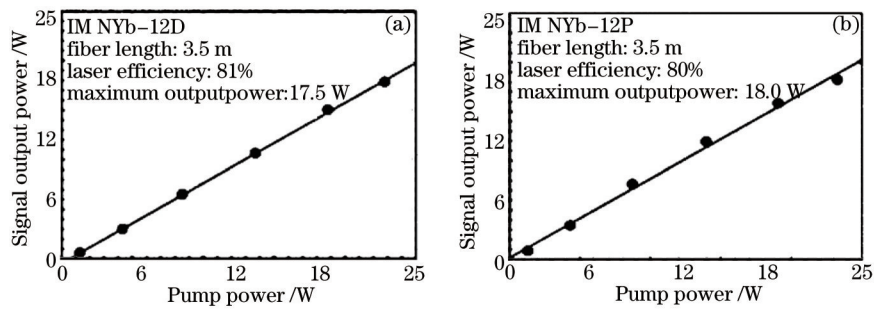 (a)
IM NYb-12D
fiber length: 3.5 m
laser efficiency: 81%
maximum outputpower:17.5 W
Signal output power /W
25
18
12
6
0
0 6 12 18 25
Pump power /W
(b)
IM NYb-12P
fiber length: 3.5 m
laser efficiency: 80%
maximum outputpower: 18.0 W
Signal output power /W
25
18
12
6
0
0 6 12 18 25
Pump power /W